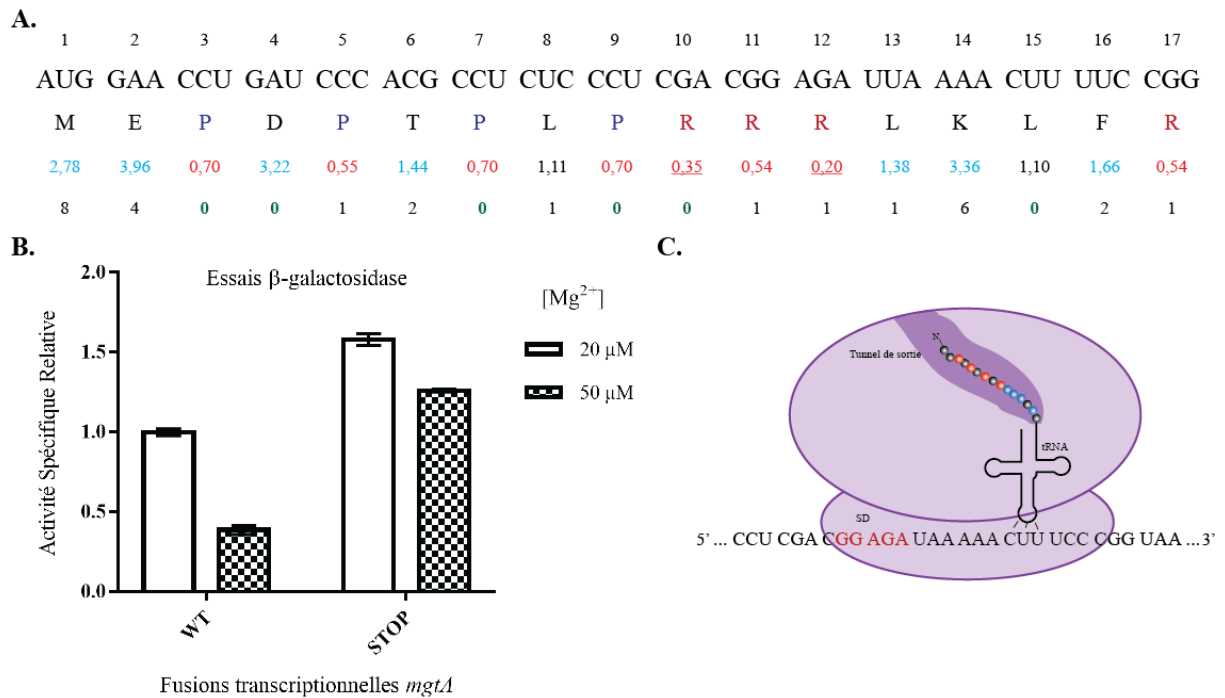 A.
1 2 3 4 5 6 7 8 9 10 11 12 13 14 15 16 17
AUG GAA CCU GAU CCC ACG CCU CUC CCU CGA CGG AGA UUA AAA CUU UUC CGG
M E P D P T P L P R R R L K L F R
2,78 3,96 0,70 3,22 0,55 1,44 0,70 1,11 0,70 0,35 0,54 0,20 1,38 3,36 1,10 1,66 0,54
8 4 0 0 1 2 0 1 0 0 1 1 1 6 0 2 1
B.
Essais β-galactosidase
Activité Spécifique Relative
2.0
1.5
1.0
0.5
0.0
WT
STOP
Fusions transcriptionnelles mgtA
[Mg2+]
20 µM
50 µM
C.
N
Tunnel de sortie
tRNA
SD
5’ ... CCU CGA CGG AGA UAA AAA CUU UCC CGG UAA ...3’